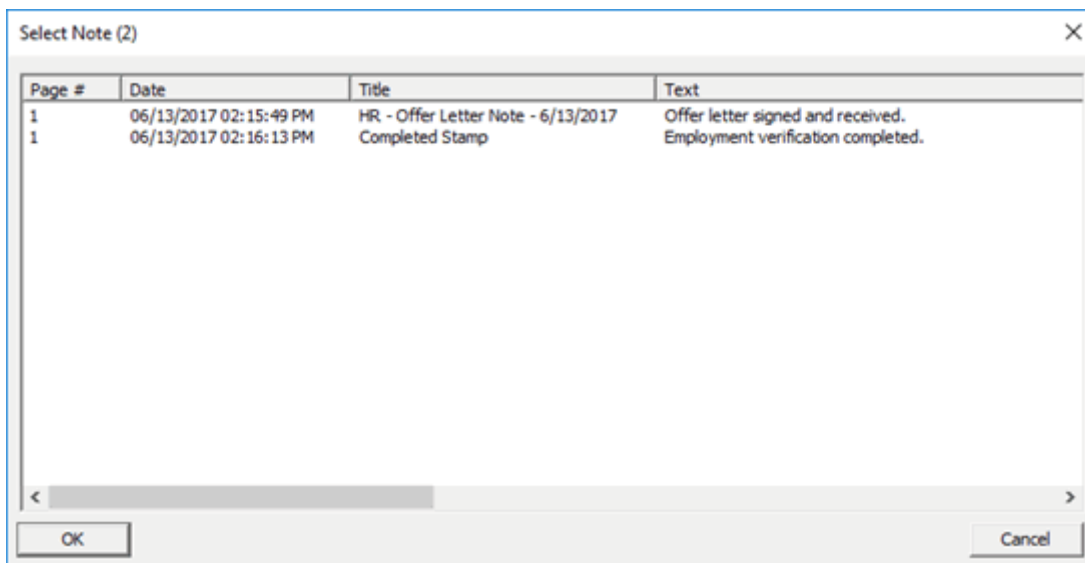 Select Note (2)
Page # Date Title Text
1 06/13/2017 02:15:49 PM HR - Offer Letter Note - 6/13/2017 Offer letter signed and received.
1 06/13/2017 02:16:13 PM Completed Stamp Employment verification completed.
OK Cancel